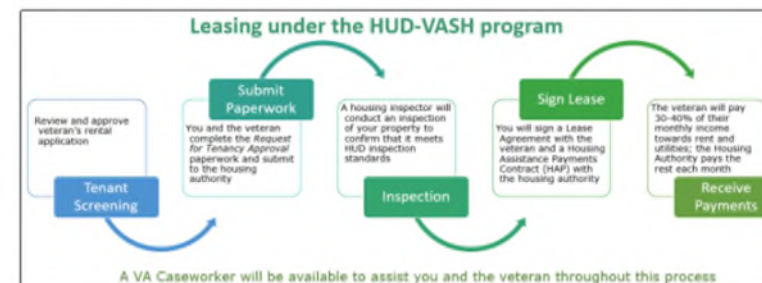 Leasing under the HUD-VASH program
Review and approve
veteran's rental
application
Tenant
Screening
Submit
Paperwork
You and the veteran
complete the Request
for Tenancy Approval
paperwork and submit
to the housing
authority
A housing inspector will
conduct an inspection
of your property to
confirm that it meets
HUD inspection
standards
Inspection
Sign Lease
You will sign a Lease
Agreement with the
veteran and a Housing
Assistance Payments
Contract (HAP) with
the housing authority
The veteran will pay
30-40% of their
monthly income
towards rent and
utilities; the Housing
Authority pays the
rest each month
Receive
Payments
A VA Caseworker will be available to assist you and the veteran throughout this process